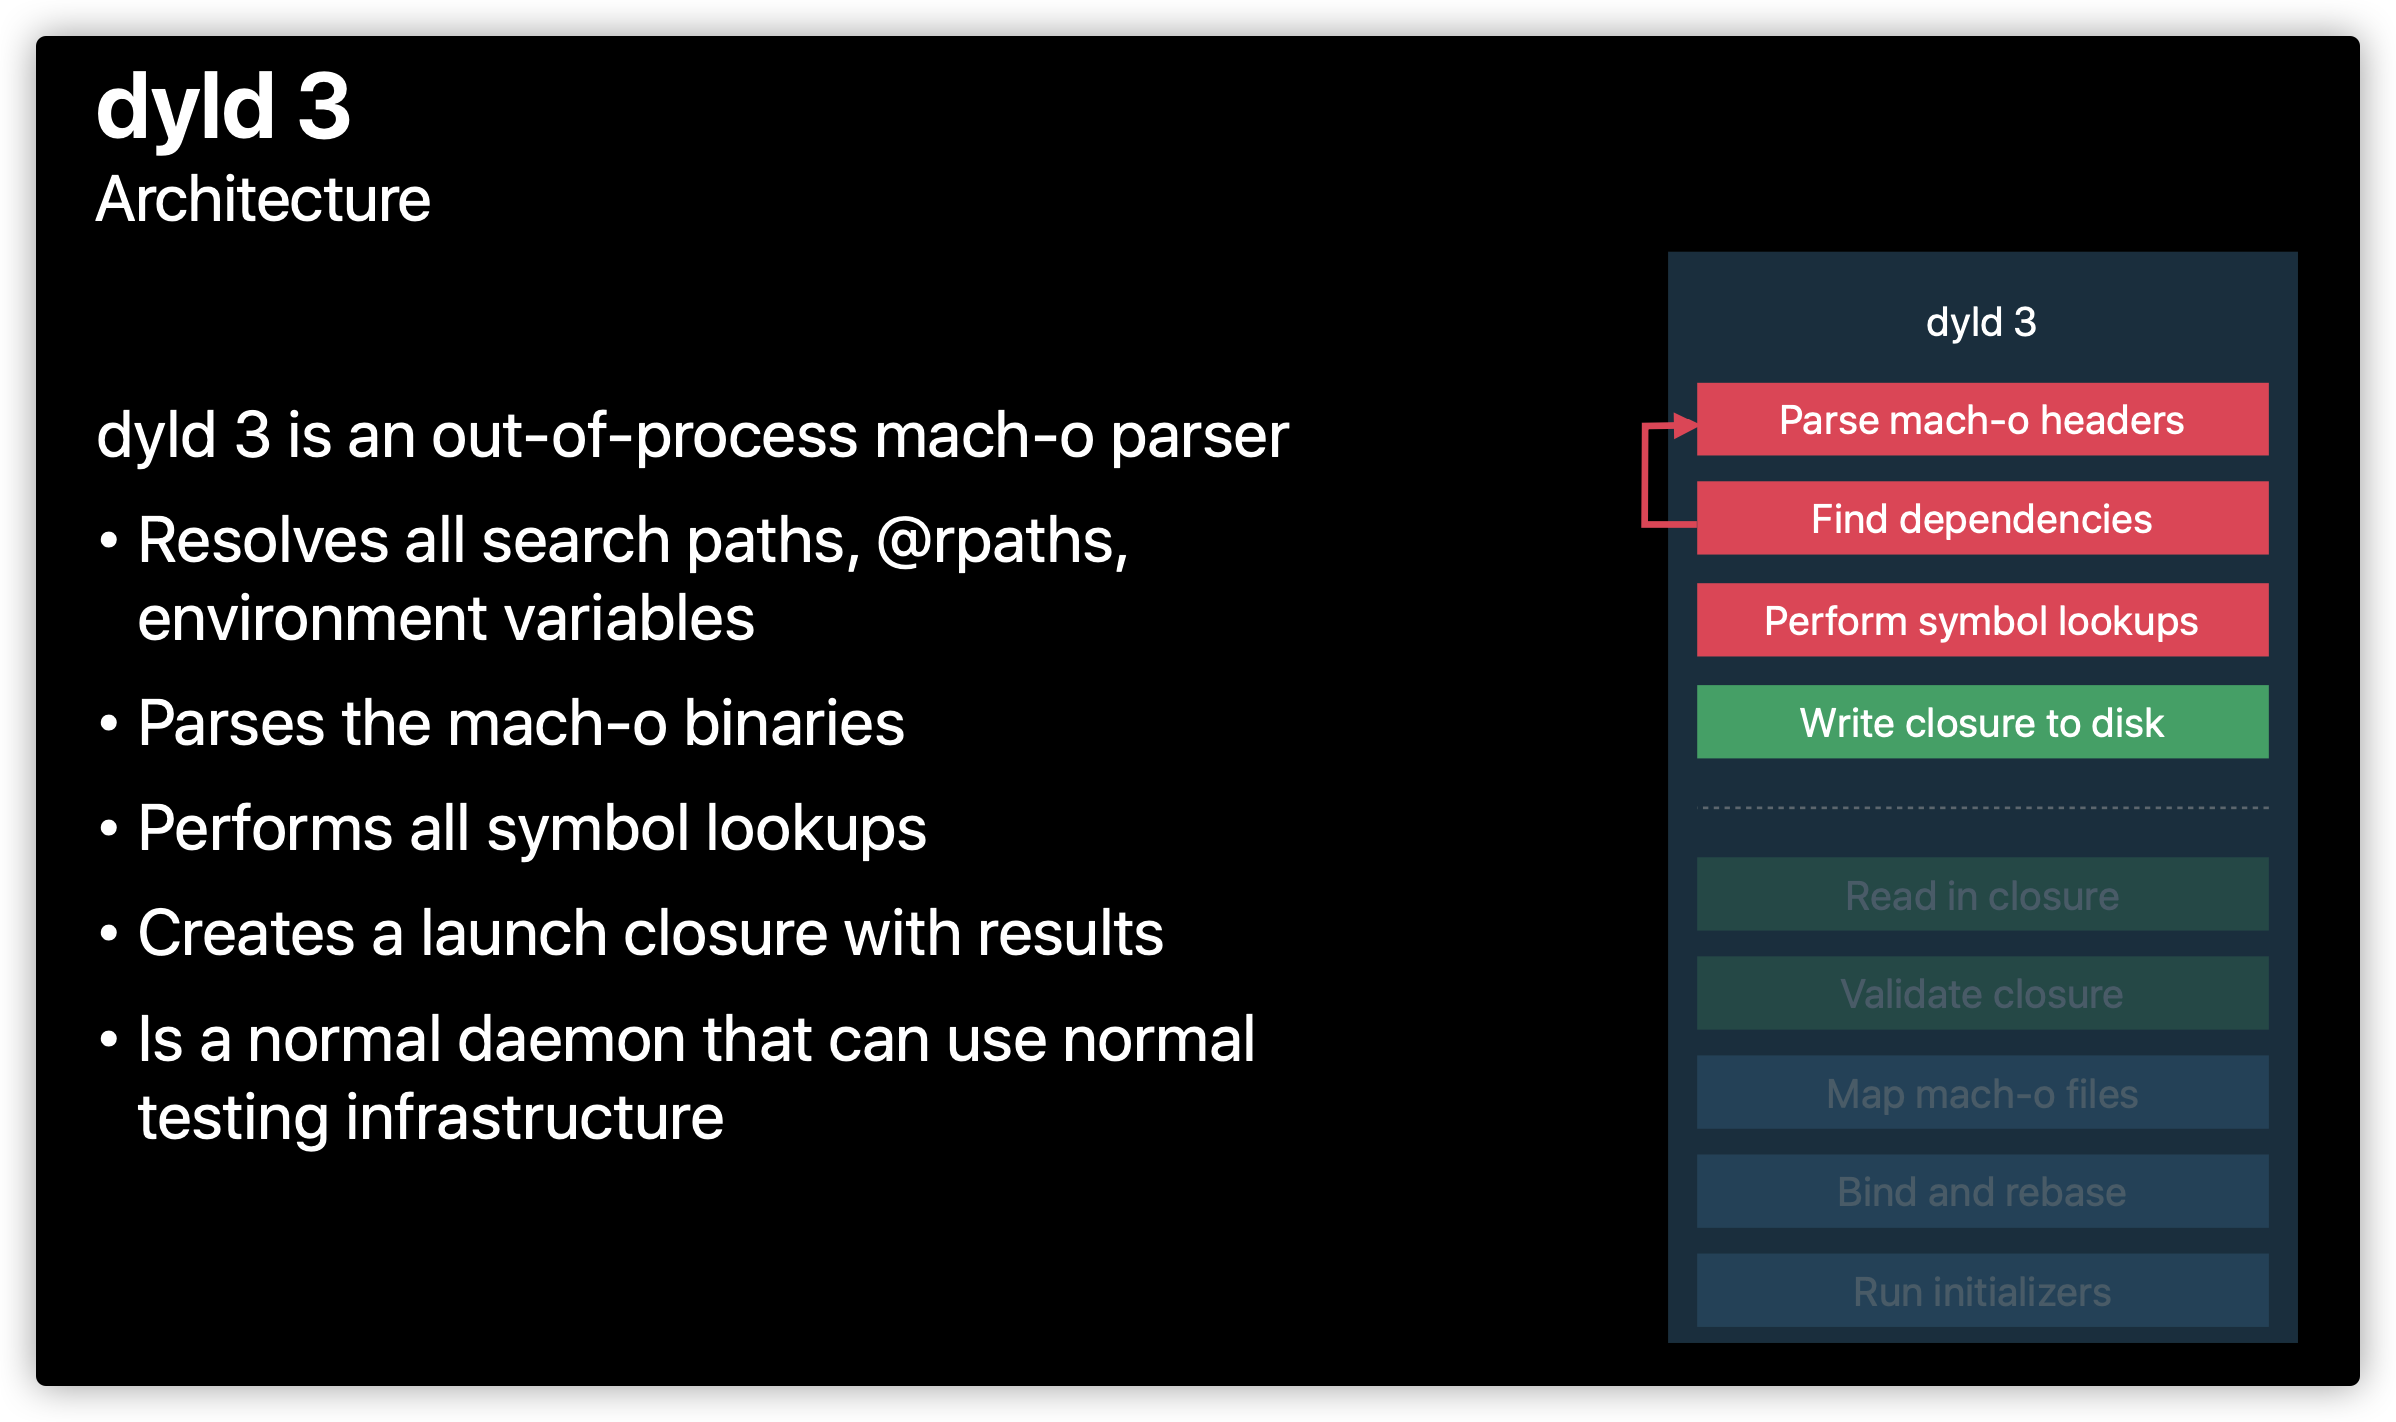 dyld 3
Architecture
dyld 3 is an out-of-process mach-o parser
• Resolves all search paths, @rpaths,
environment variables
• Parses the mach-o binaries
• Performs all symbol lookups
• Creates a launch closure with results
• Is a normal daemon that can use normal
testing infrastructure
dyld 3
Parse mach-o headers
Find dependencies
Perform symbol lookups
Write closure to disk
Read in closure
Validate closure
Map mach-o files
Bind and rebase
Run initializers